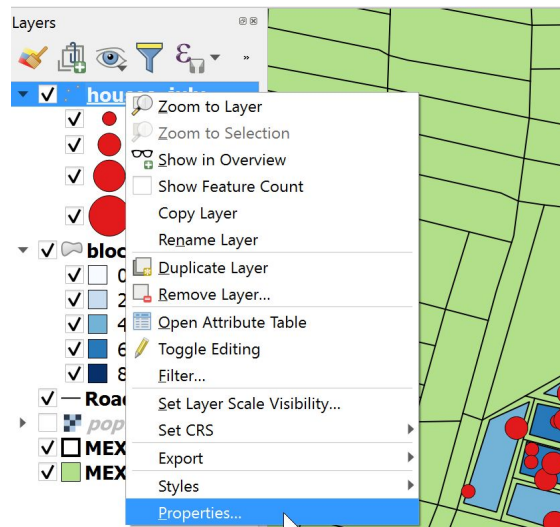 Layers
houses_july
Zoom to Layer
Zoom to Selection
Show in Overview
Show Feature Count
Copy Layer
Rename Layer
bloc
Duplicate Layer
0
2
Remove Layer...
4
Open Attribute Table
6
Toggle Editing
8
Filter...
Road
Set Layer Scale Visibility...
pop
Set CRS
MEX
Export
MEX
Styles
Properties...